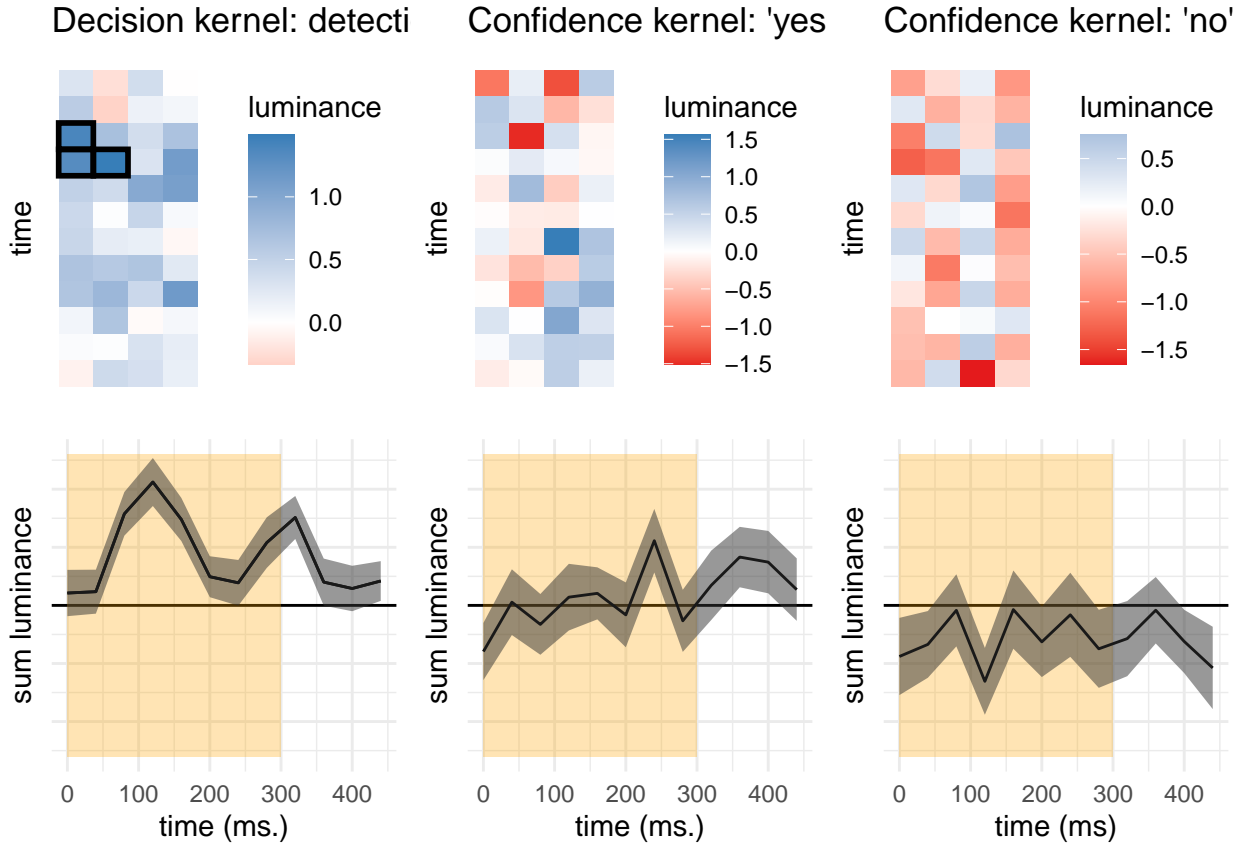 Decision kernel: detecti
Confidence kernel: 'yes
Confidence kernel: 'no'
time
luminance
1.0
0.5
0.0
time
luminance
1.5
1.0
0.5
0.0
−0.5
−1.0
−1.5
time
luminance
0.5
0.0
−0.5
−1.0
−1.5
sum luminance
0 100 200 300 400
time (ms.)
sum luminance
0 100 200 300 400
time (ms.)
sum luminance
0 100 200 300 400
time (ms)